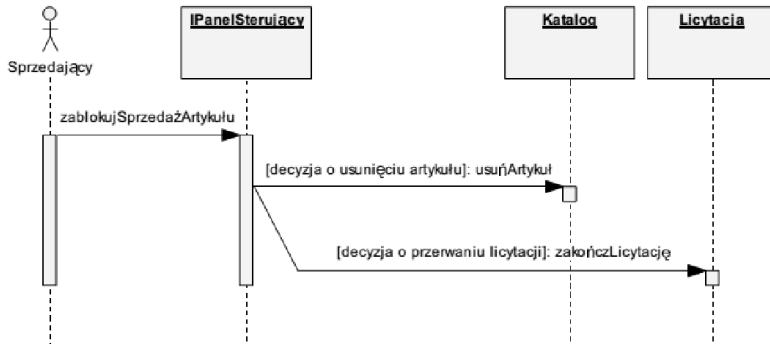 IPanelSterujący
Katalog
Licytacja
Sprzedający
zablokujSprzedażArtykułu
[decyzja o usunięciu artykułu]: usuńArtykuł
[decyzja o przerwaniu licytacji]: zakończLicytację